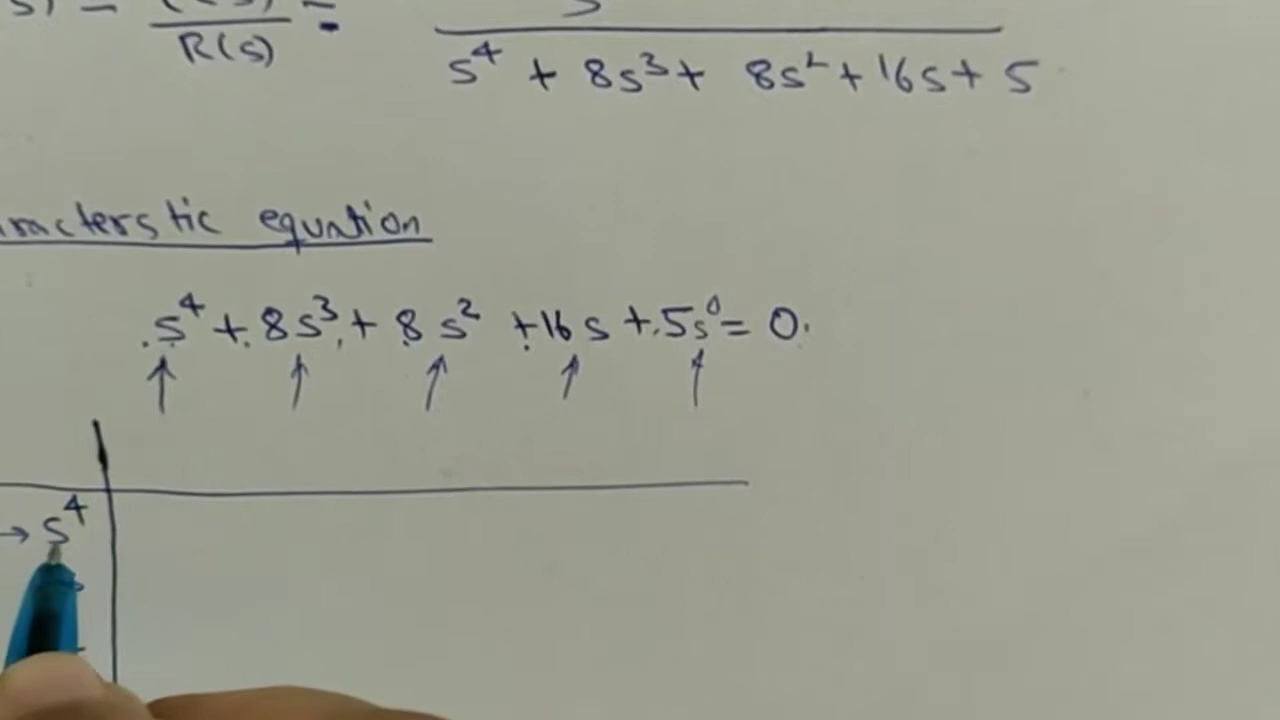 R(s) =
s⁴ + 8s³ + 8s² + 16s + 5
racterstic equation
s⁴ + 8s³ + 8s² + 16s + 5s⁰ = 0
→ s⁴